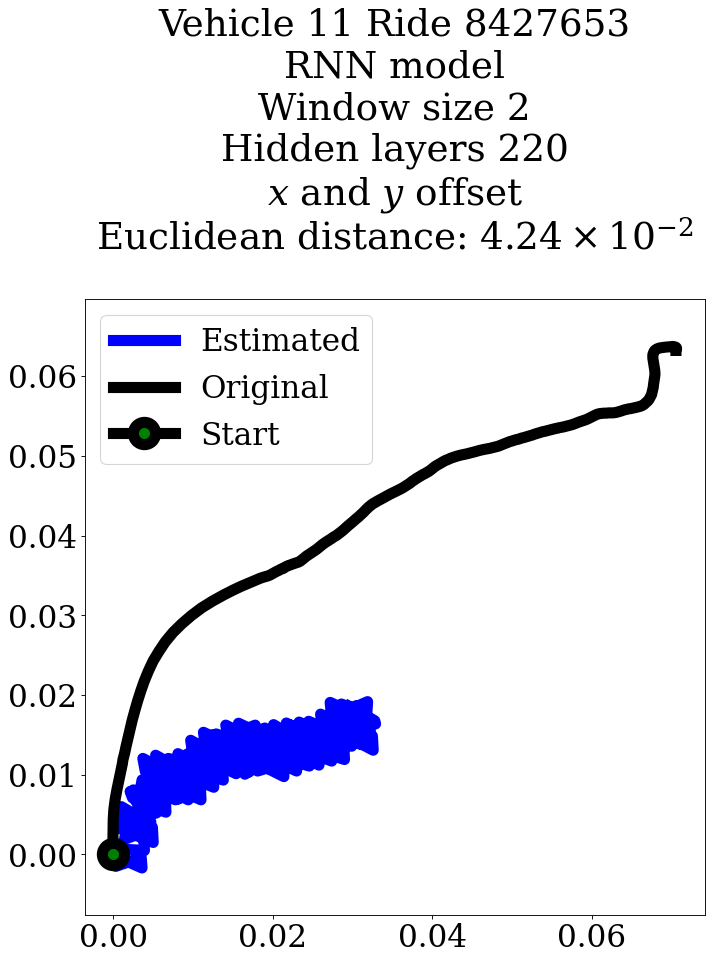 Vehicle 11 Ride 8427653
RNN model
Window size 2
Hidden layers 220
x and y offset
Euclidean distance: 4.24 × 10⁻²
Estimated
Original
Start
0.06
0.05
0.04
0.03
0.02
0.01
0.00
0.00 0.02 0.04 0.06